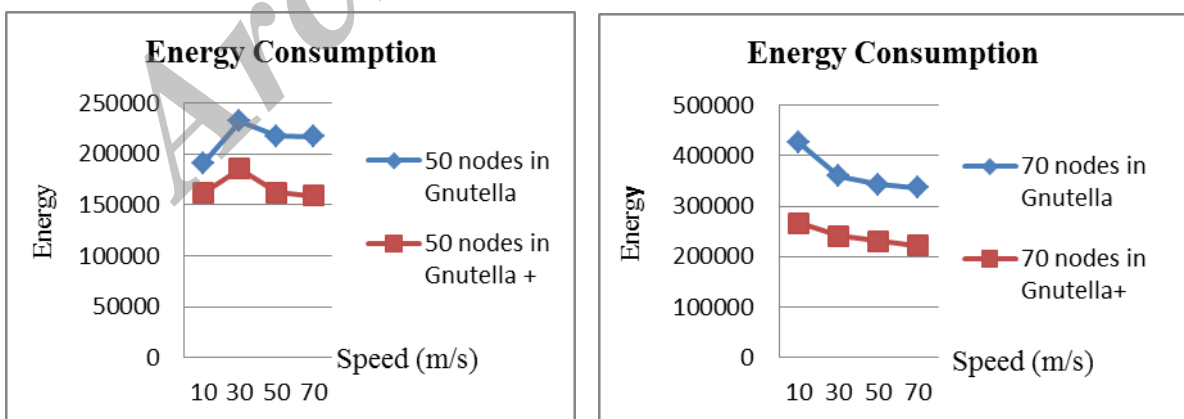 Energy Consumption
250000
200000
150000
100000
50000
0
Energy
10 30 50 70
Speed (m/s)
50 nodes in
Gnutella
50 nodes in
Gnutella +
Energy Consumption
500000
400000
300000
200000
100000
0
Energy
10 30 50 70
Speed (m/s)
70 nodes in
Gnutella
70 nodes in
Gnutella+